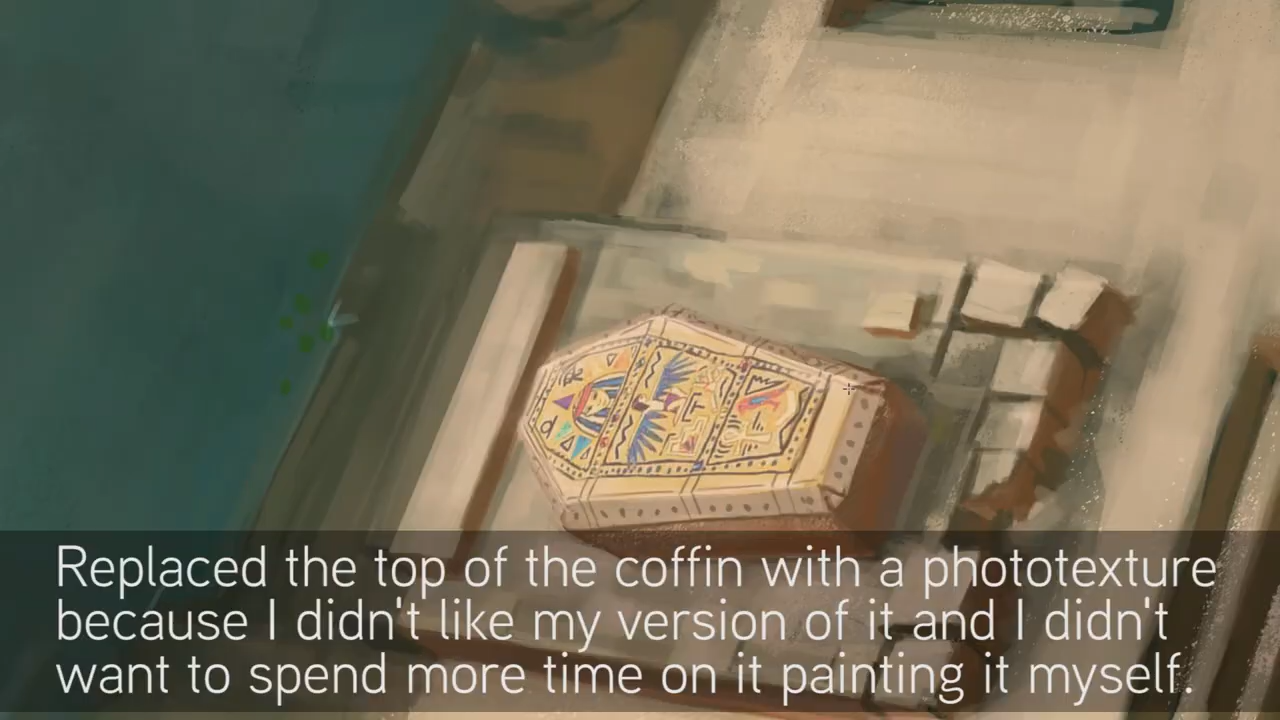 Replaced the top of the coffin with a phototexture
because I didn't like my version of it and I didn't
want to spend more time on it painting it myself.